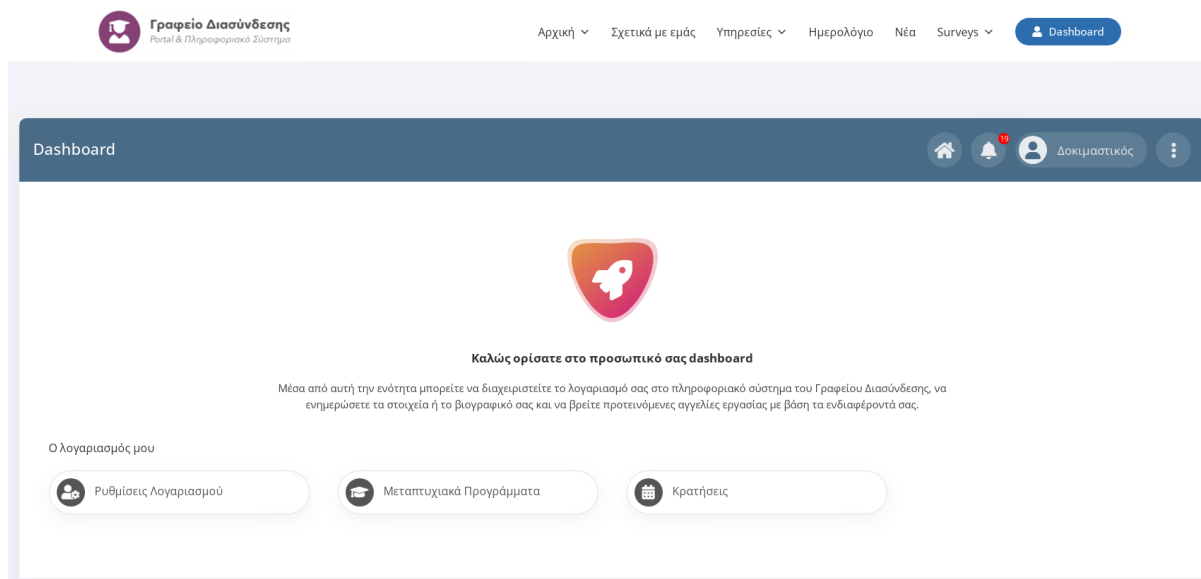 Γραφείο Διασύνδεσης
Portal & Πληροφοριακό Σύστημα
Αρχική Σχετικά με εμάς Υπηρεσίες Ημερολόγιο Νέα Surveys Dashboard
Dashboard 19 Δοκιμαστικός
Καλώς ορίσατε στο προσωπικό σας dashboard
Μέσα από αυτή την ενότητα μπορείτε να διαχειριστείτε το λογαριασμό σας στο πληροφοριακό σύστημα του Γραφείου Διασύνδεσης, να
ενημερώσετε τα στοιχεία ή το βιογραφικό σας και να βρείτε προτεινόμενες αγγελίες εργασίας με βάση τα ενδιαφέροντά σας.
Ο λογαριασμός μου
Ρυθμίσεις Λογαριασμού Μεταπτυχιακά Προγράμματα Κρατήσεις